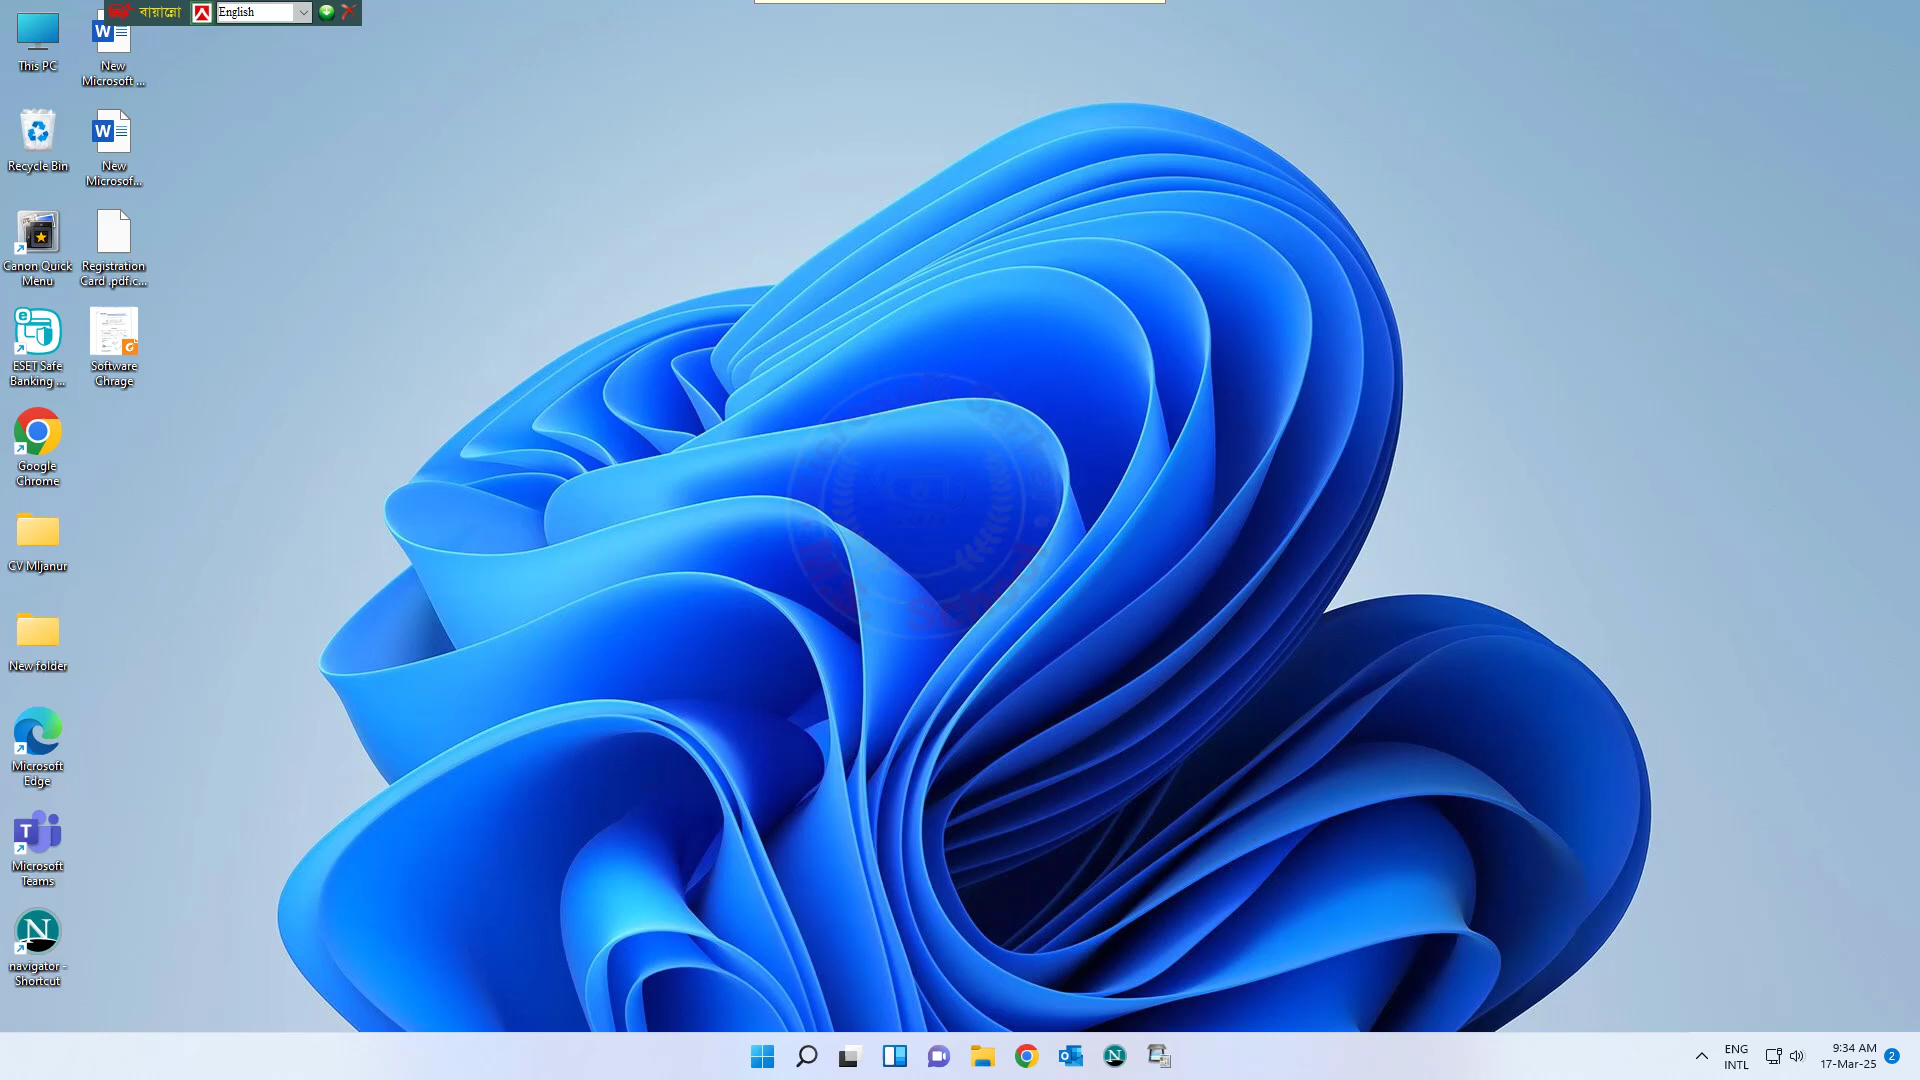 বায়ান্নো
English
This PC
New
Microsoft ...
Recycle Bin
New
Microsof...
Canon Quick
Menu
Registration
Card .pdf.c...
ESET Safe
Banking ...
Software
Chrage
Google
Chrome
CV MIjanur
New folder
Microsoft
Edge
Microsoft
Teams
navigator -
Shortcut
ENG
INTL
9:34 AM
17-Mar-25
2